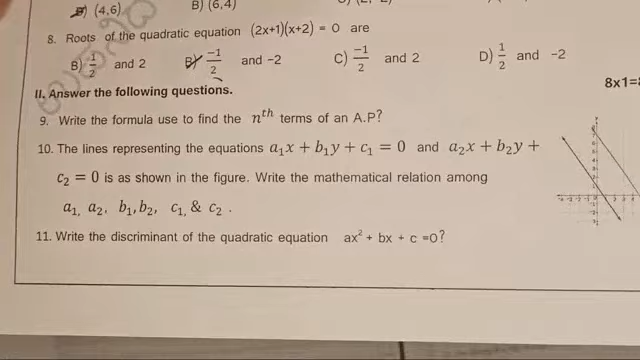 B) (4,6) B) (6,4)
8. Roots of the quadratic equation (2x+1)(x+2) = 0 are
B) 1/2 and 2 B) -1/2 and -2 C) -1/2 and 2 D) 1/2 and -2
II. Answer the following questions.
8x1=
9. Write the formula use to find the nᵗʰ terms of an A.P?
10. The lines representing the equations a₁x + b₁y + c₁ = 0 and a₂x + b₂y +
c₂ = 0 is as shown in the figure. Write the mathematical relation among
a₁, a₂, b₁, b₂, c₁, & c₂ .
11. Write the discriminant of the quadratic equation ax² + bx + c =0?